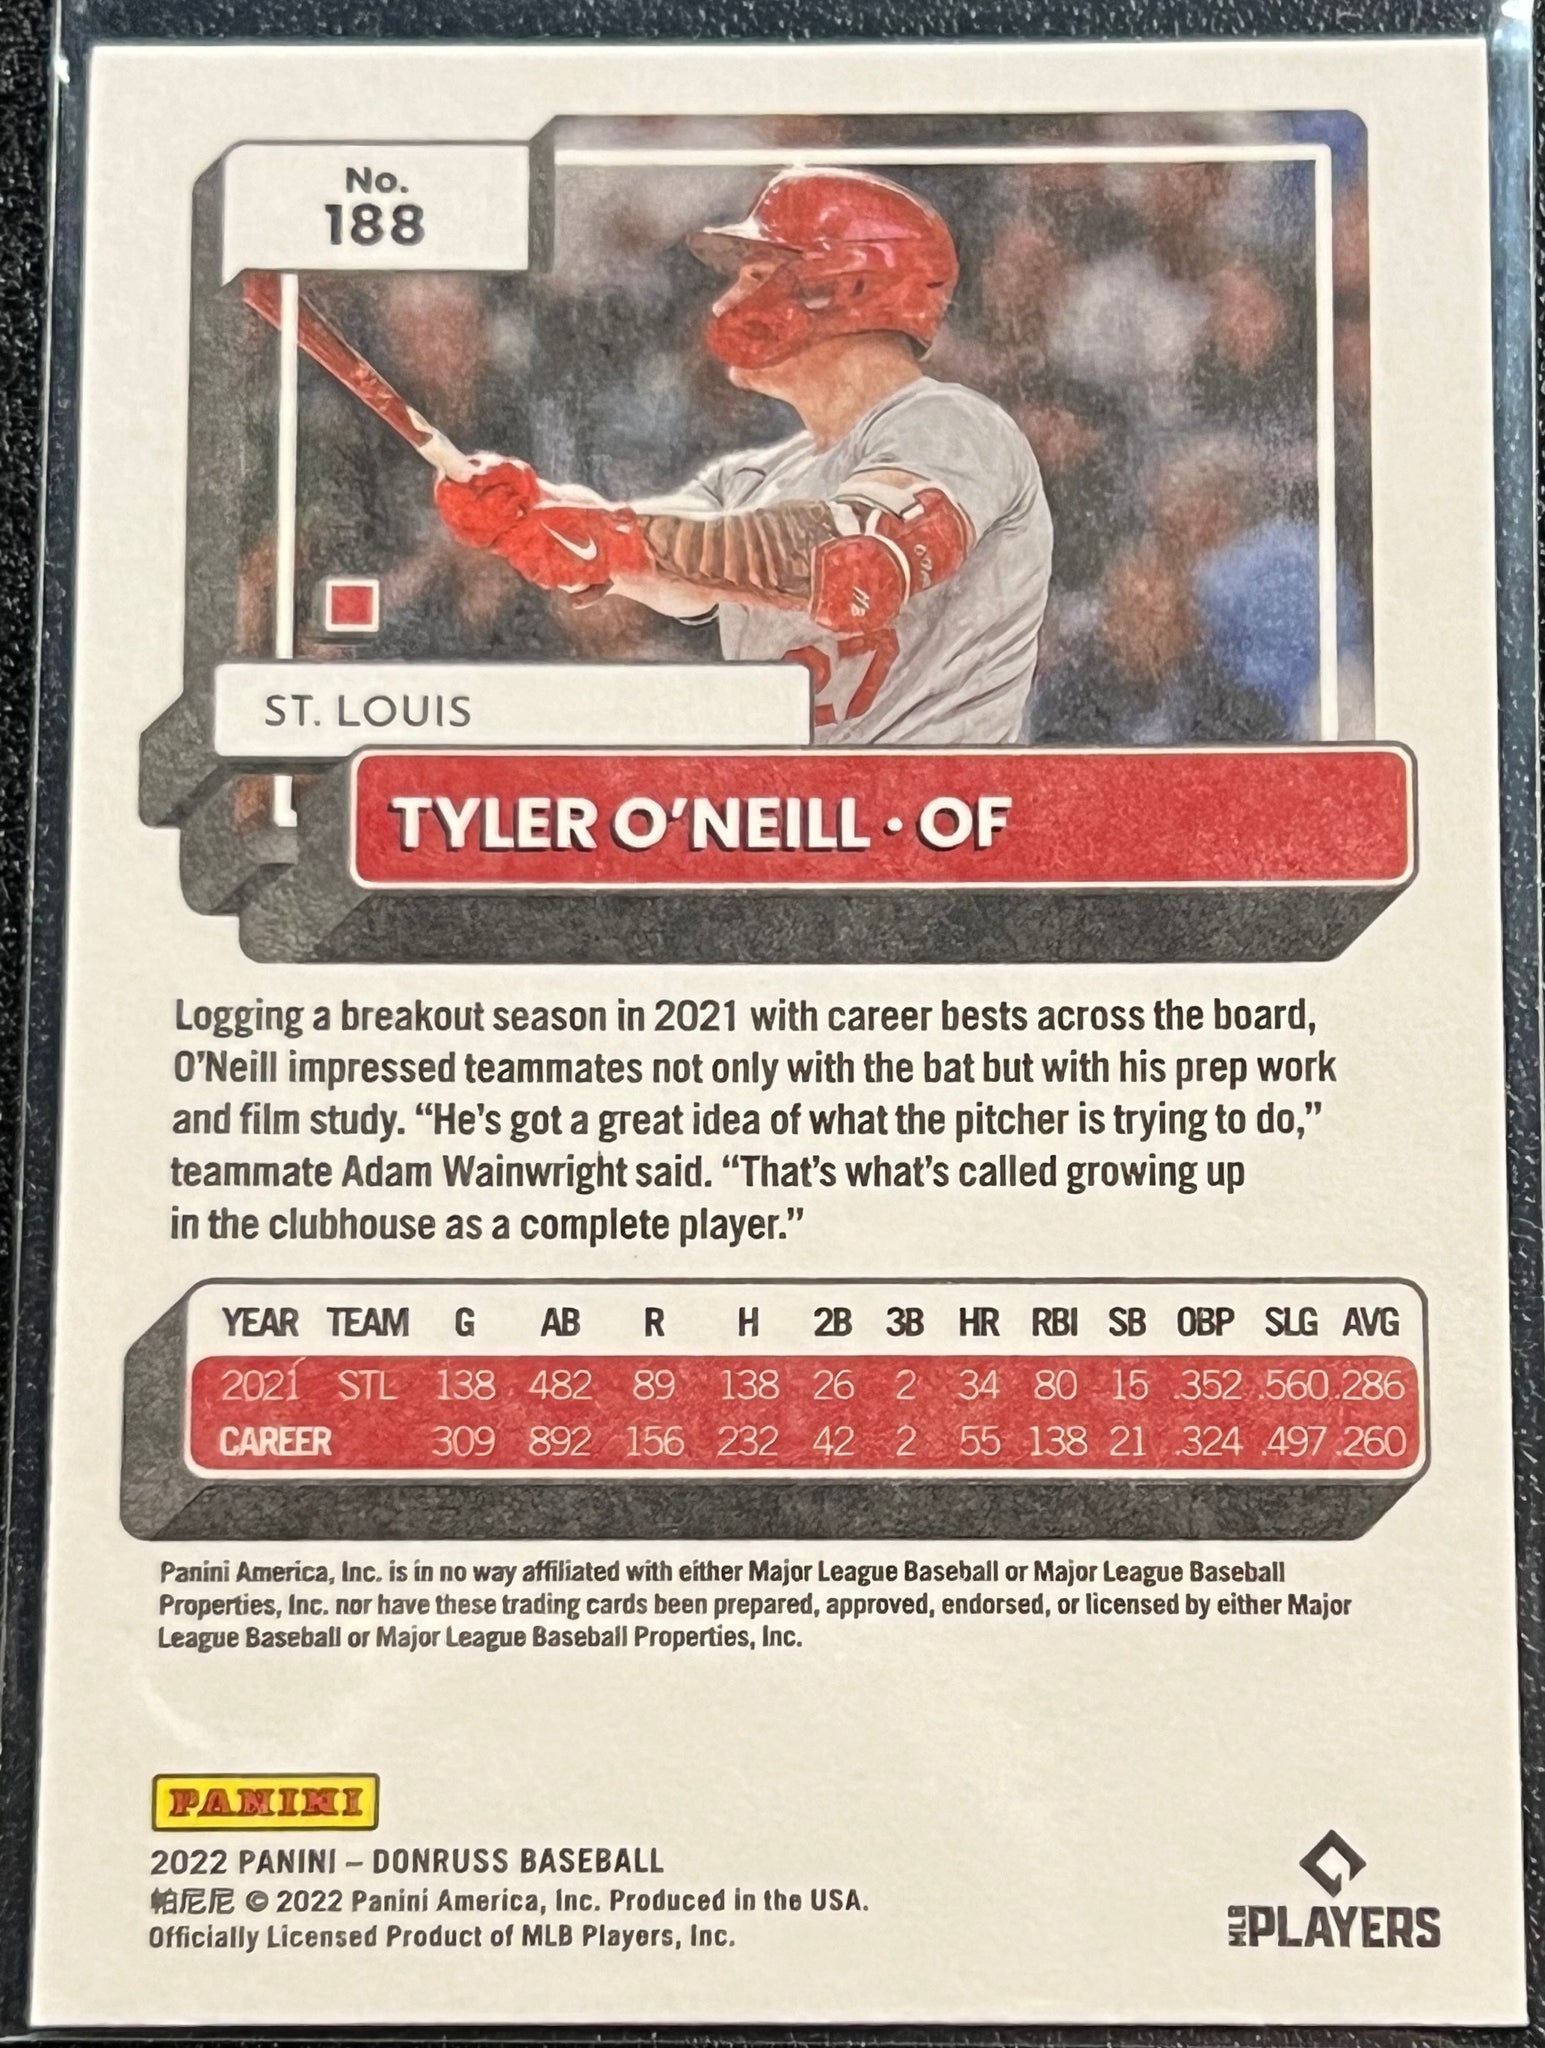 No.
188
27
ST. LOUIS
TYLER O'NEILL · OF
Logging a breakout season in 2021 with career bests across the board,
O'Neill impressed teammates not only with the bat but with his prep work
and film study. “He's got a great idea of what the pitcher is trying to do,”
teammate Adam Wainwright said. “That's what's called growing up
in the clubhouse as a complete player.”
YEAR TEAM G AB R H 2B 3B HR RBI SB OBP SLG AVG
2021 STL 138 482 89 138 26 2 34 80 15 .352 .560 .286
CAREER 309 892 156 232 42 2 55 138 21 .324 .497 .260
Panini America, Inc. is in no way affiliated with either Major League Baseball or Major League Baseball
Properties, Inc. nor have these trading cards been prepared, approved, endorsed, or licensed by either Major
League Baseball or Major League Baseball Properties, Inc.
PANINI
2022 PANINI – DONRUSS BASEBALL
帕尼尼 © 2022 Panini America, Inc. Produced in the USA.
Officially Licensed Product of MLB Players, Inc.
MLB PLAYERS